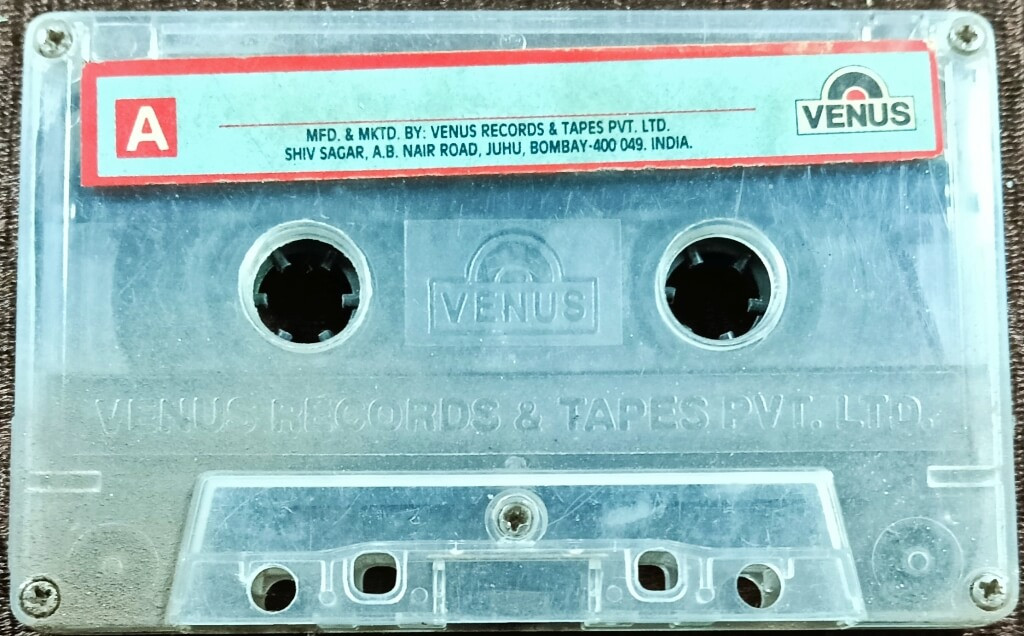 A
VENUS
MFD. & MKTD. BY: VENUS RECORDS & TAPES PVT. LTD.
SHIV SAGAR, A.B. NAIR ROAD, JUHU, BOMBAY-400 049. INDIA.
VENUS
VENUS RECORDS & TAPES PVT. LTD.